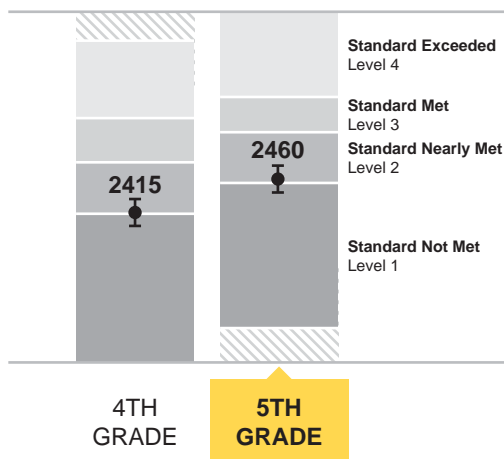 Standard Exceeded
Level 4
Standard Met
Level 3
Standard Nearly Met
Level 2
2460
2415
Standard Not Met
Level 1
4TH
GRADE
5TH
GRADE